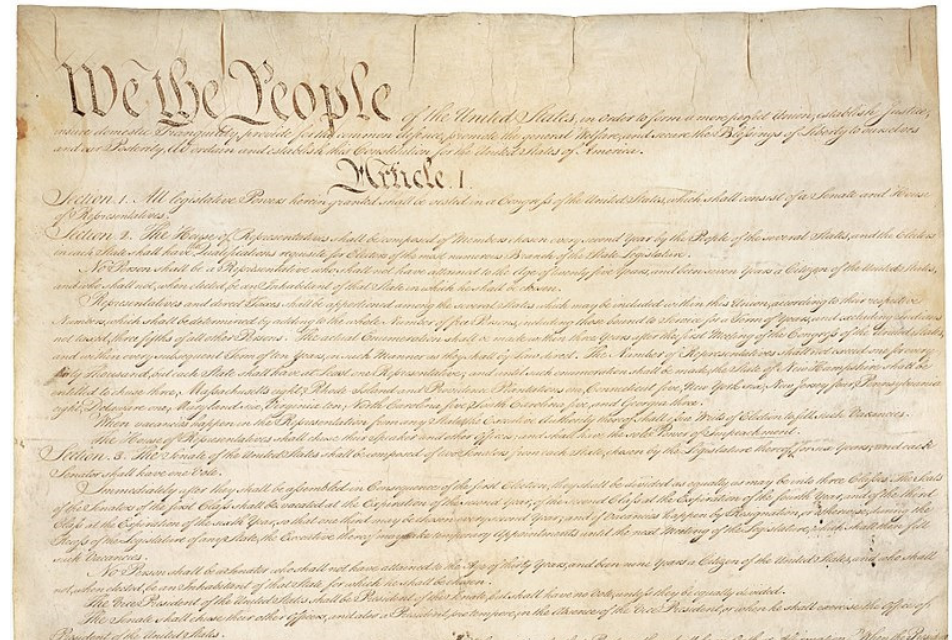 We the People of the United States, in Order to form a more perfect Union, establish Justice,
insure domestic Tranquility, provide for the common defence, promote the general Welfare, and secure the Blessings of Liberty to ourselves
and our Posterity, do ordain and establish this Constitution for the United States of America.
Article. I.
Section. 1. All legislative Powers herein granted shall be vested in a Congress of the United States, which shall consist of a Senate and House
of Representatives.
Section. 2. The House of Representatives shall be composed of Members chosen every second Year by the People of the several States, and the Electors
in each State shall have the Qualifications requisite for Electors of the most numerous Branch of the State Legislature.
No Person shall be a Representative who shall not have attained to the Age of twenty five Years, and been seven Years a Citizen of the United States,
and who shall not, when elected, be an Inhabitant of that State in which he shall be chosen.
Representatives and direct Taxes shall be apportioned among the several States which may be included within this Union, according to their respective
Numbers, which shall be determined by adding to the whole Number of free Persons, including those bound to Service for a Term of Years, and excluding Indians
not taxed, three fifths of all other Persons. The actual Enumeration shall be made within three Years after the first Meeting of the Congress of the United States,
and within every subsequent Term of ten Years, in such Manner as they shall by Law direct. The Number of Representatives shall not exceed one for every
thirty Thousand, but each State shall have at Least one Representative; and until such enumeration shall be made, the State of New Hampshire shall be
entitled to chuse three, Massachusetts eight, Rhode-Island and Providence Plantations one, Connecticut five, New-York six, New Jersey four, Pennsylvania
eight, Delaware one, Maryland six, Virginia ten, North Carolina five, South Carolina five, and Georgia three.
When vacancies happen in the Representation from any State, the Executive Authority thereof shall issue Writs of Election to fill such Vacancies.
The House of Representatives shall chuse their Speaker and other Officers; and shall have the sole Power of Impeachment.
Section. 3. The Senate of the United States shall be composed of two Senators from each State, chosen by the Legislature thereof, for six Years; and each
Senator shall have one Vote.
Immediately after they shall be assembled in Consequence of the first Election, they shall be divided as equally as may be into three Classes. The Seats
of the Senators of the first Class shall be vacated at the Expiration of the second Year, of the second Class at the Expiration of the fourth Year, and of the third
Class at the Expiration of the sixth Year, so that one third may be chosen every second Year; and if Vacancies happen by Resignation, or otherwise, during the
Recess of the Legislature of any State, the Executive thereof may make temporary Appointments until the next Meeting of the Legislature, which shall then fill
such Vacancies.
No Person shall be a Senator who shall not have attained to the Age of thirty Years, and been nine Years a Citizen of the United States, and who shall
not, when elected, be an Inhabitant of that State for which he shall be chosen.
The Vice President of the United States shall be President of the Senate, but shall have no Vote, unless they be equally divided.
The Senate shall chuse their other Officers, and also a President pro tempore, in the Absence of the Vice President, or when he shall exercise the Office of
President of the United States.